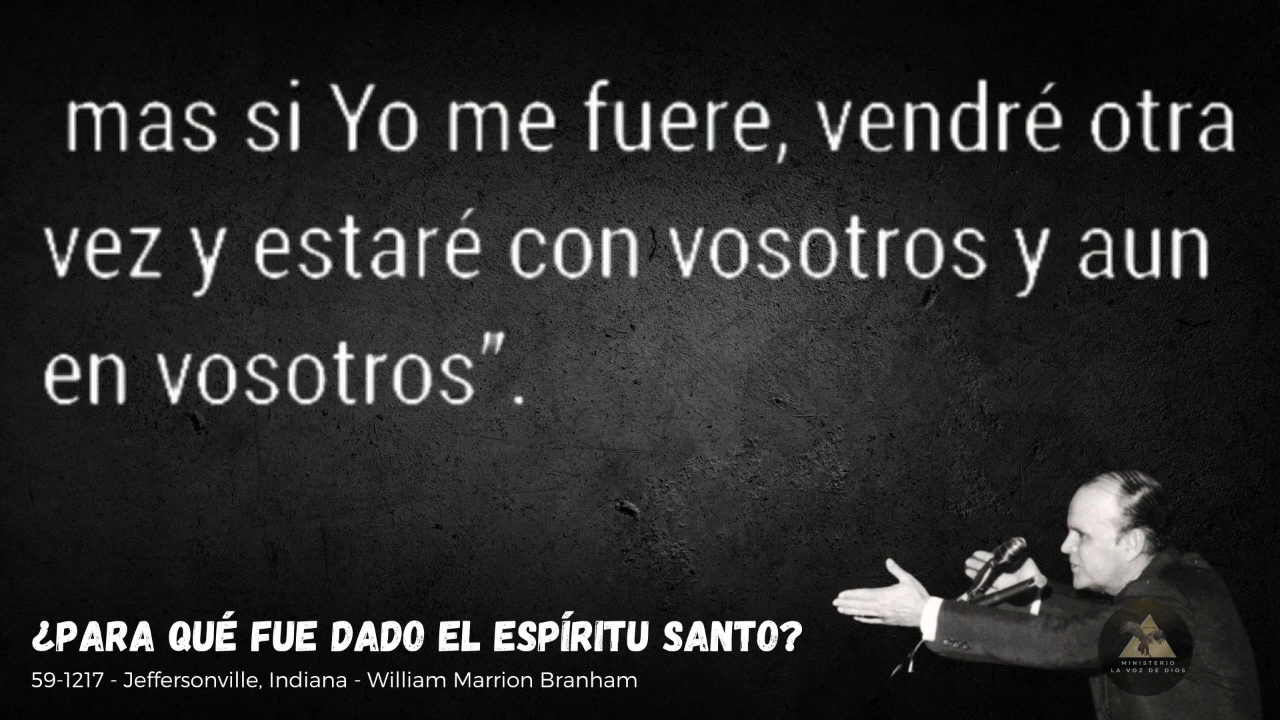 mas si Yo me fuere, vendré otra
vez y estaré con vosotros y aun
en vosotros".
¿PARA QUÉ FUE DADO EL ESPÍRITU SANTO?
59-1217 - Jeffersonville, Indiana - William Marrion Branham
MINISTERIO
LA VOZ DE DIOS